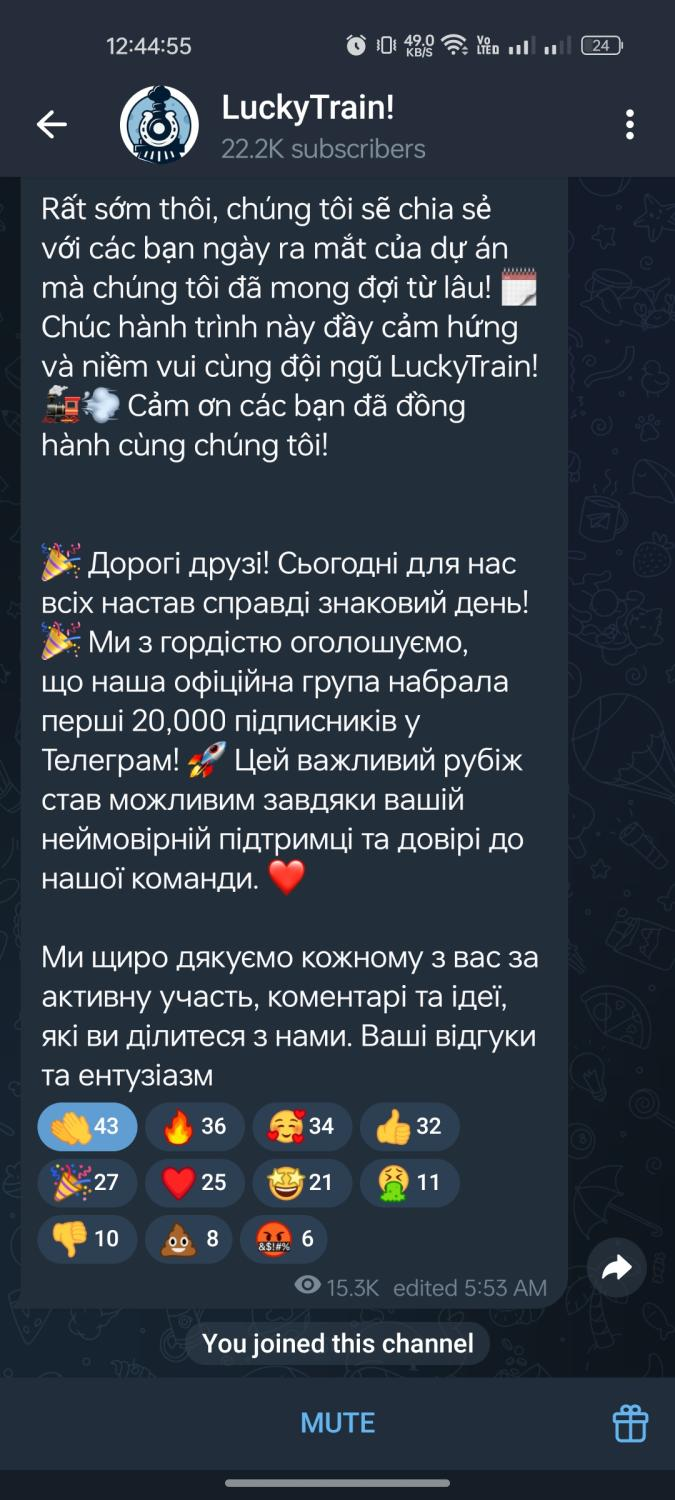 12:44:55
49.0 KB/S
Vo LTED
24
LuckyTrain!
22.2K subscribers
Rất sớm thôi, chúng tôi sẽ chia sẻ
với các bạn ngày ra mắt của dự án
mà chúng tôi đã mong đợi từ lâu! 🗓
Chúc hành trình này đầy cảm hứng
và niềm vui cùng đội ngũ LuckyTrain!
🚂💨 Cảm ơn các bạn đã đồng
hành cùng chúng tôi!
🎉 Дорогі друзі! Сьогодні для нас
всіх настав справді знаковий день!
🎉 Ми з гордістю оголошуємо,
що наша офіційна група набрала
перші 20,000 підписників у
Телеграм! 🚀 Цей важливий рубіж
став можливим завдяки вашій
неймовірній підтримці та довірі до
нашої команди. ❤️
Ми щиро дякуємо кожному з вас за
активну участь, коментарі та ідеї,
які ви ділитеся з нами. Ваші відгуки
та ентузіазм
👏 43 🔥 36 🥰 34 👍 32
🎉 27 ❤️ 25 🤩 21 🤮 11
👎 10 💩 8 🤬 6
15.3K edited 5:53 AM
You joined this channel
MUTE